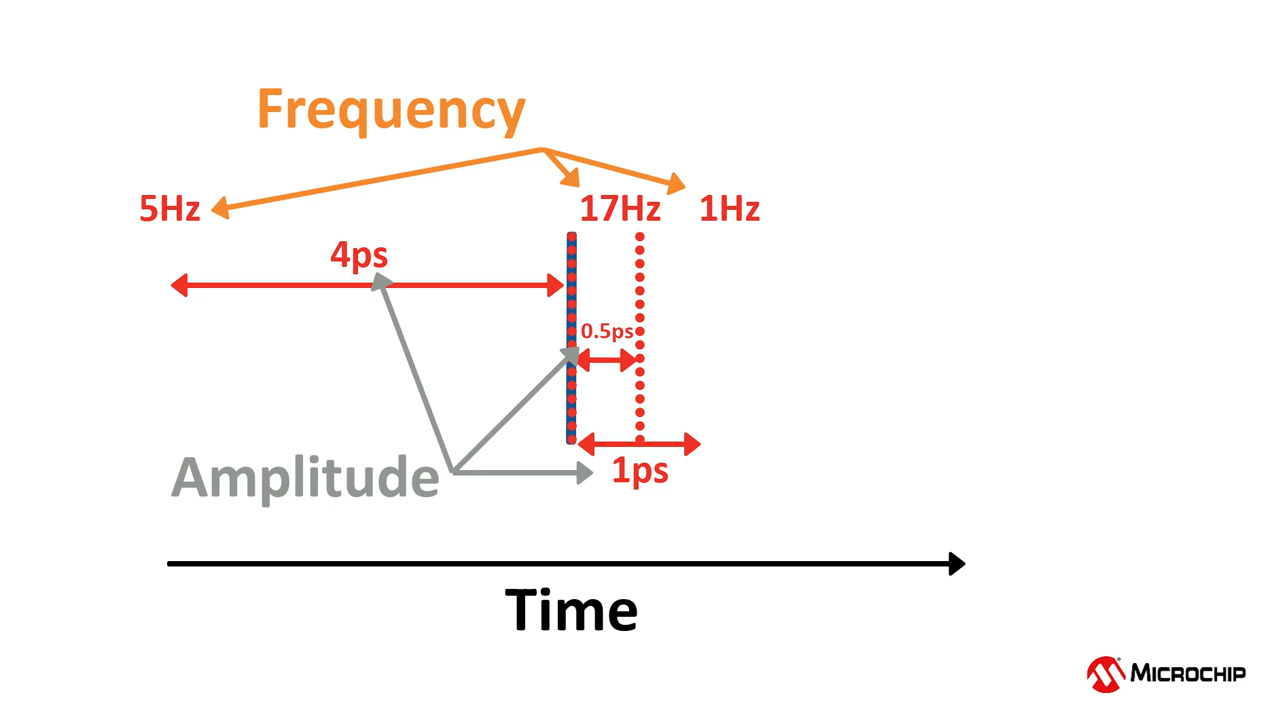 Frequency
5Hz
17Hz
1Hz
4ps
0.5ps
Amplitude
1ps
Time
MICROCHIP